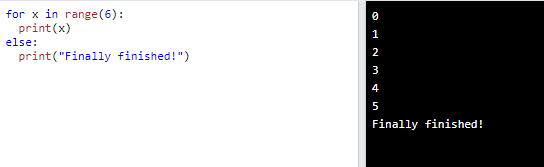 for x in range(6):
  print(x)
else:
  print("Finally finished!")
0
1
2
3
4
5
Finally finished!